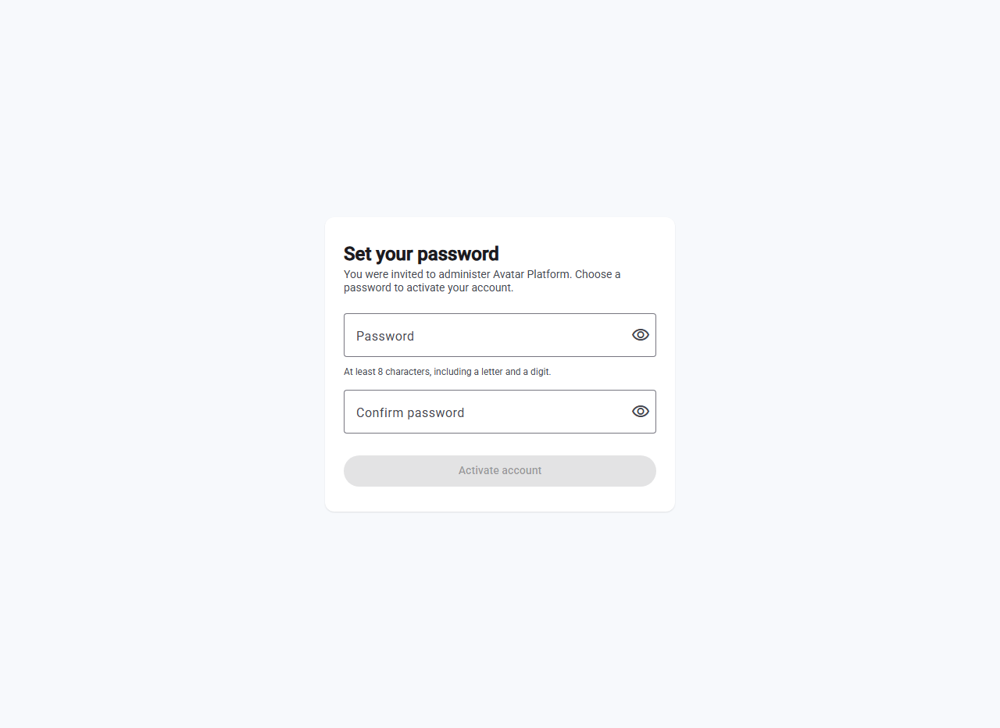 Set your password
You were invited to administer Avatar Platform. Choose a
password to activate your account.
Password
At least 8 characters, including a letter and a digit.
Confirm password
Activate account